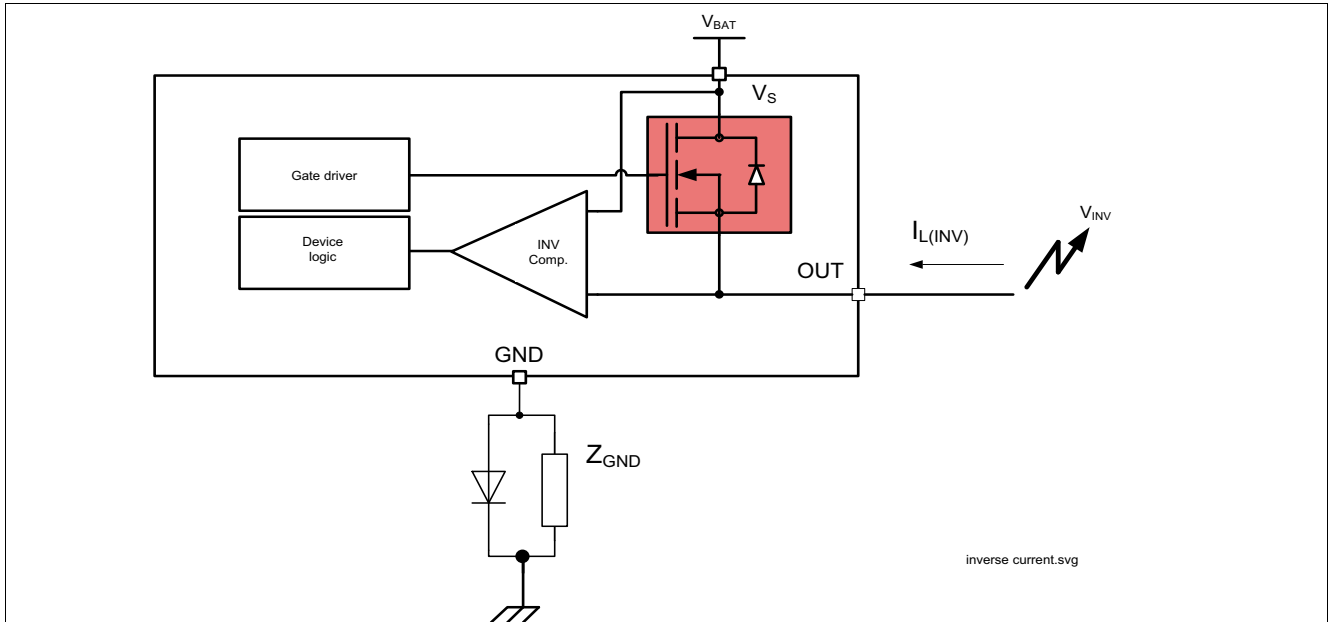 VBAT
VS
Gate driver
Device
logic
INV
Comp.
IL(INV)
VINV
OUT
GND
ZGND
inverse current.svg